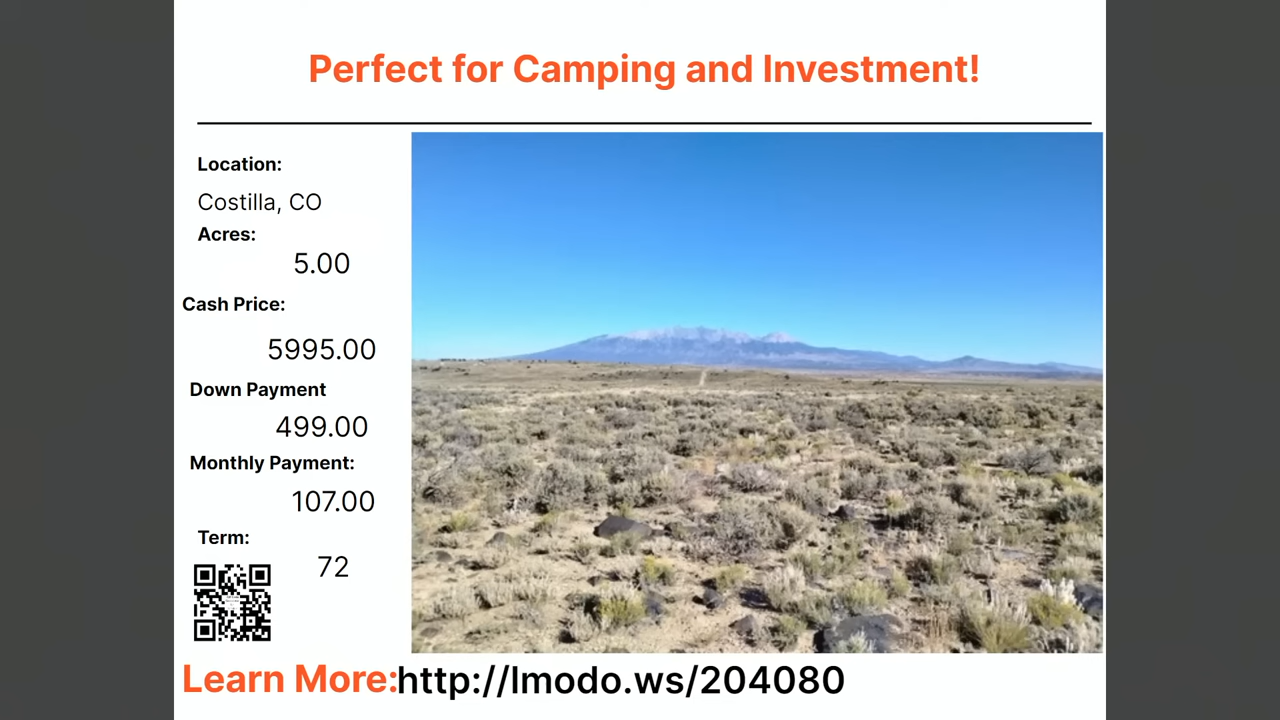 Perfect for Camping and Investment!
Location:
Costilla, CO
Acres:
5.00
Cash Price:
5995.00
Down Payment
499.00
Monthly Payment:
107.00
Term:
72
Learn More:http://lmodo.ws/204080